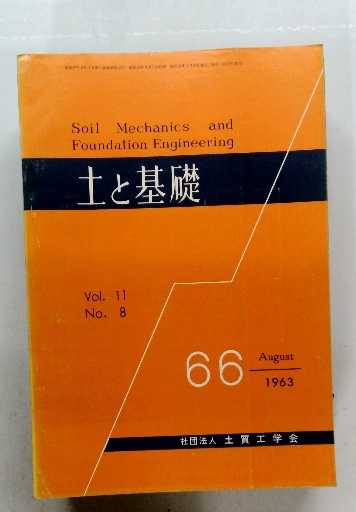 Soil Mechanics and
Foundation Engineering
土と基礎
Vol. 11
No. 8
66
August
1963
社団法人 土質工学会